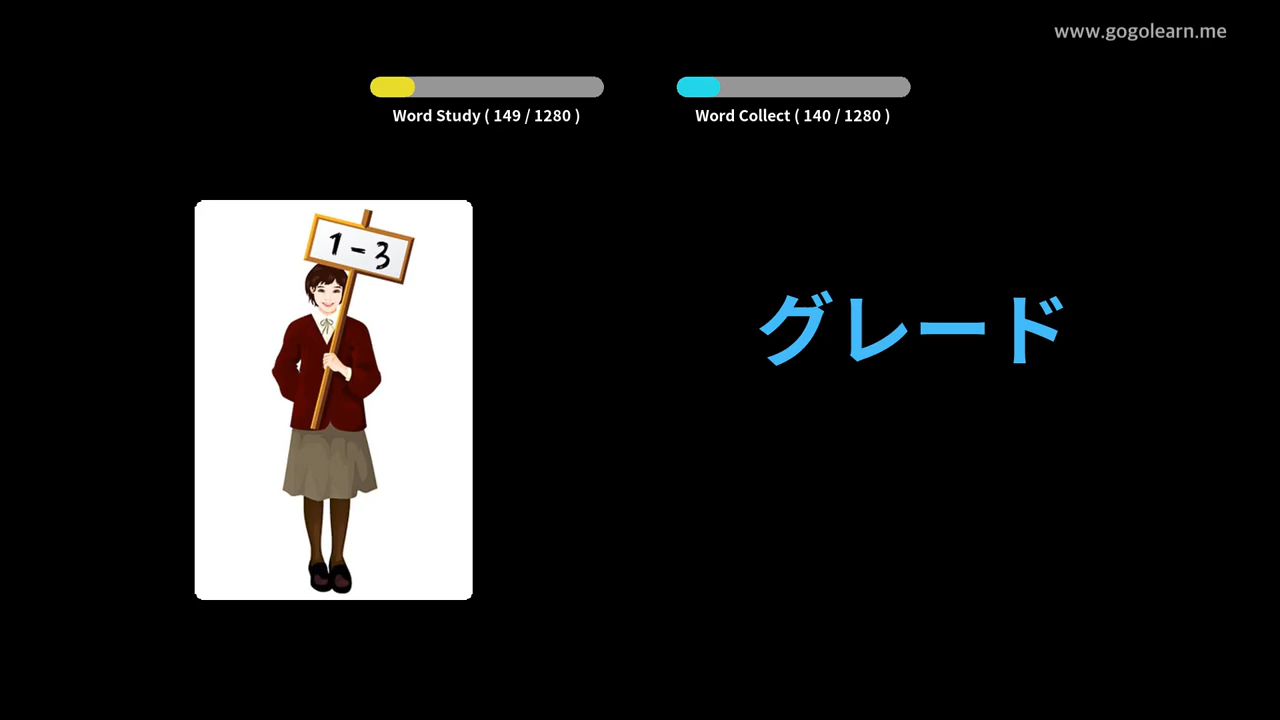 www.gogolearn.me
Word Study ( 149 / 1280 )
Word Collect ( 140 / 1280 )
1 - 3
グレード